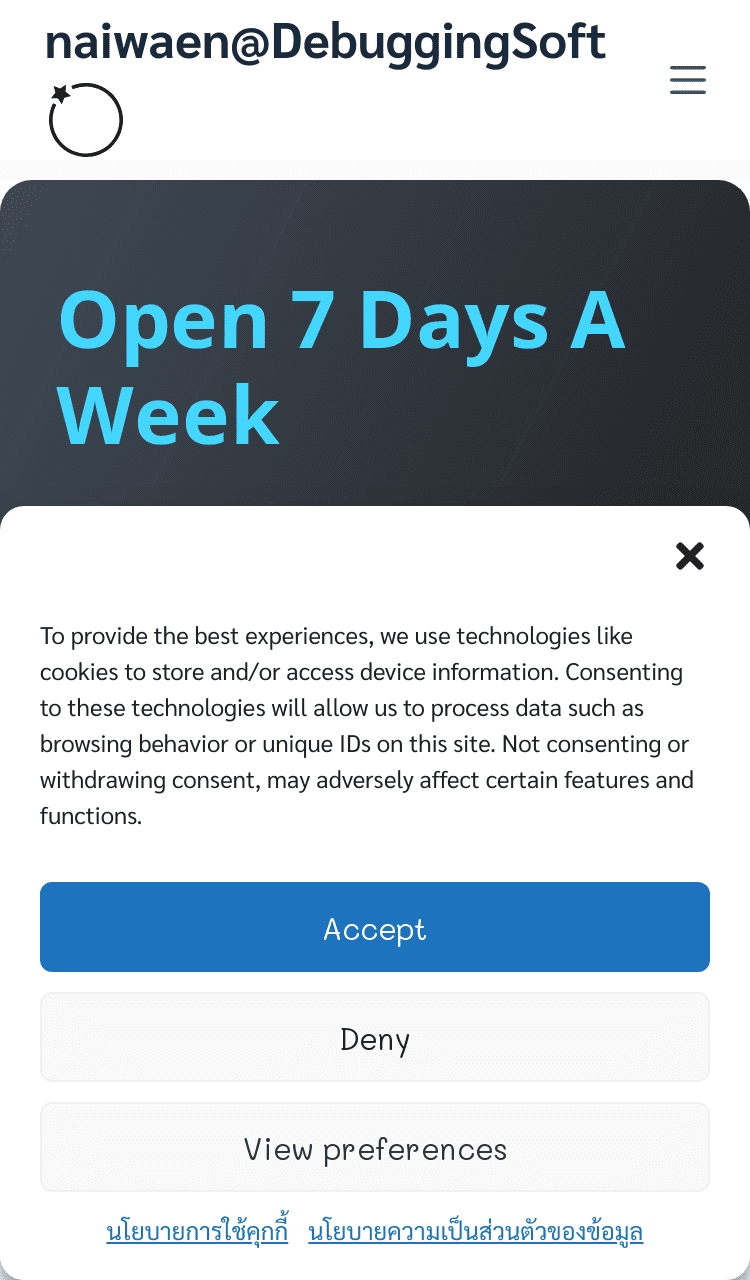 naiwaen@DebuggingSoft
Open 7 Days A
Week
To provide the best experiences, we use technologies like
cookies to store and/or access device information. Consenting
to these technologies will allow us to process data such as
browsing behavior or unique IDs on this site. Not consenting or
withdrawing consent, may adversely affect certain features and
functions.
Accept
Deny
View preferences
นโยบายการใช้คุกกี้ นโยบายความเป็นส่วนตัวของข้อมูล